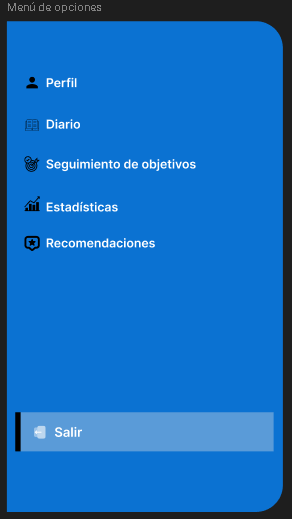 Menú de opciones
Perfil
Diario
Seguimiento de objetivos
Estadísticas
Recomendaciones
Salir